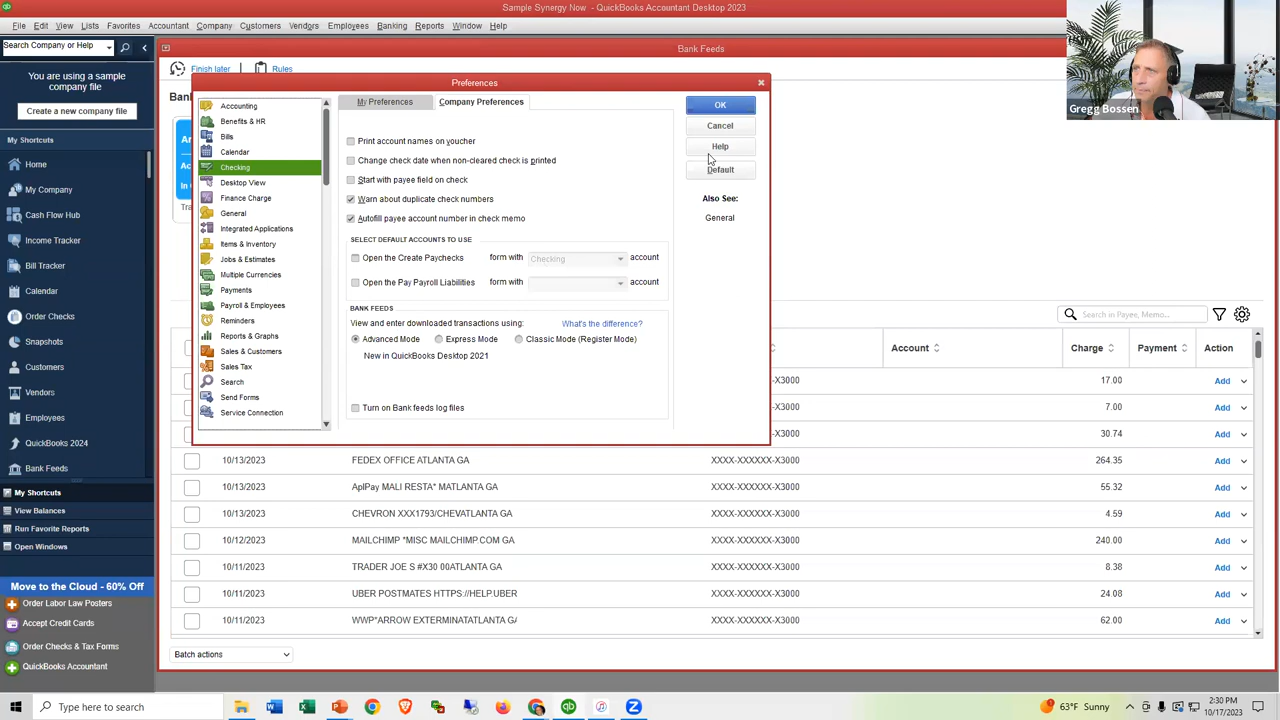 Sample Synergy Now - QuickBooks Accountant Desktop 2023
File Edit View Lists Favorites Accountant Company Customers Vendors Employees Banking Reports Window Help
Search Company or Help
You are using a
sample
company file
Create a new company file
My Shortcuts
Home
My Company
Cash Flow Hub
Income Tracker
Bill Tracker
Calendar
Order Checks
Snapshots
Customers
Vendors
Employees
QuickBooks 2024
Bank Feeds
My Shortcuts
View Balances
Run Favorite Reports
Open Windows
Move to the Cloud - 60% Off
Order Labor Law Posters
Accept Credit Cards
Order Checks & Tax Forms
QuickBooks Accountant
Bank Feeds
Finish later
Rules
Preferences
Accounting
Benefits & HR
Bills
Calendar
Checking
Desktop View
Finance Charge
General
Integrated Applications
Items & Inventory
Jobs & Estimates
Multiple Currencies
Payments
Payroll & Employees
Reminders
Reports & Graphs
Sales & Customers
Sales Tax
Search
Send Forms
Service Connection
My Preferences
Company Preferences
Print account names on voucher
Change check date when non-cleared check is printed
Start with payee field on check
Warn about duplicate check numbers
Autofill payee account number in check memo
SELECT DEFAULT ACCOUNTS TO USE
Open the Create Paychecks form with Checking account
Open the Pay Payroll Liabilities form with account
BANK FEEDS
View and enter downloaded transactions using: What's the difference?
Advanced Mode Express Mode Classic Mode (Register Mode)
New in QuickBooks Desktop 2021
Turn on Bank feeds log files
OK
Cancel
Help
Default
Also See:
General
Gregg Bossen
Search in Payee, Memo...
Account Charge Payment Action
-X3000 17.00 Add
-X3000 7.00 Add
-X3000 30.74 Add
10/13/2023 FEDEX OFFICE ATLANTA GA XXXX-XXXXXX-X3000 264.35 Add
10/13/2023 AplPay MALI RESTA* MATLANTA GA XXXX-XXXXXX-X3000 55.32 Add
10/13/2023 CHEVRON XXX1793/CHEVATLANTA GA XXXX-XXXXXX-X3000 4.59 Add
10/12/2023 MAILCHIMP *MISC MAILCHIMP.COM GA XXXX-XXXXXX-X3000 240.00 Add
10/11/2023 TRADER JOE S #X30 00ATLANTA GA XXXX-XXXXXX-X3000 8.38 Add
10/11/2023 UBER POSTMATES HTTPS://HELP.UBER XXXX-XXXXXX-X3000 24.08 Add
10/11/2023 WWP*ARROW EXTERMINATATLANTA GA XXXX-XXXXXX-X3000 62.00 Add
Batch actions
Type here to search
63°F Sunny
2:30 PM
10/17/2023